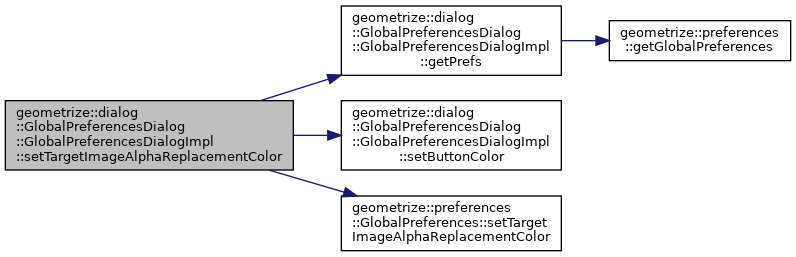 geometrize::dialog
::GlobalPreferencesDialog
::GlobalPreferencesDialogImpl
::setTargetImageAlphaReplacementColor
geometrize::dialog
::GlobalPreferencesDialog
::GlobalPreferencesDialogImpl
::getPrefs
geometrize::preferences
::getGlobalPreferences
geometrize::dialog
::GlobalPreferencesDialog
::GlobalPreferencesDialogImpl
::setButtonColor
geometrize::preferences
::GlobalPreferences::setTarget
ImageAlphaReplacementColor